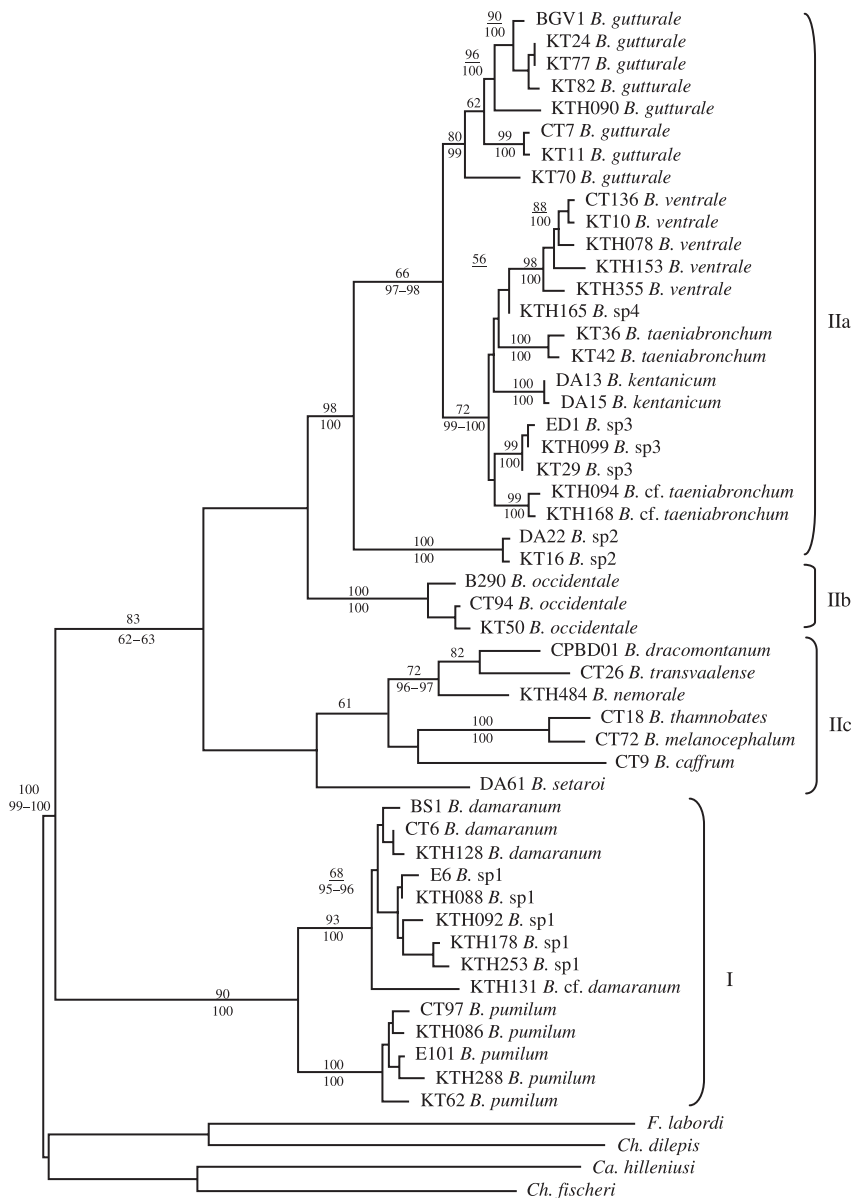 90
100
BGV1 B. gutturale
KT24 B. gutturale
96
100
KT77 B. gutturale
KT82 B. gutturale
62
KTH090 B. gutturale
80
99
99
100
CT7 B. gutturale
KT11 B. gutturale
KT70 B. gutturale
88
100
CT136 B. ventrale
KT10 B. ventrale
KTH078 B. ventrale
66
97–98
56
98
100
KTH153 B. ventrale
KTH355 B. ventrale
KTH165 B. sp4
IIa
100
100
KT36 B. taeniabronchum
KT42 B. taeniabronchum
100
100
DA13 B. kentanicum
DA15 B. kentanicum
98
100
72
99–100
ED1 B. sp3
99
100
KTH099 B. sp3
KT29 B. sp3
99
100
KTH094 B. cf. taeniabronchum
KTH168 B. cf. taeniabronchum
100
100
DA22 B. sp2
KT16 B. sp2
100
100
B290 B. occidentale
CT94 B. occidentale
IIb
KT50 B. occidentale
83
62–63
82
CPBD01 B. dracomontanum
72
96–97
CT26 B. transvaalense
KTH484 B. nemorale
61
100
100
CT18 B. thamnobates
IIc
CT72 B. melanocephalum
CT9 B. caffrum
DA61 B. setaroi
100
99–100
BS1 B. damaranum
CT6 B. damaranum
KTH128 B. damaranum
68
95–96
E6 B. sp1
KTH088 B. sp1
93
100
KTH092 B. sp1
KTH178 B. sp1
KTH253 B. sp1
I
KTH131 B. cf. damaranum
90
100
CT97 B. pumilum
KTH086 B. pumilum
100
100
E101 B. pumilum
KTH288 B. pumilum
KT62 B. pumilum
F. labordi
Ch. dilepis
Ca. hilleniusi
Ch. fischeri